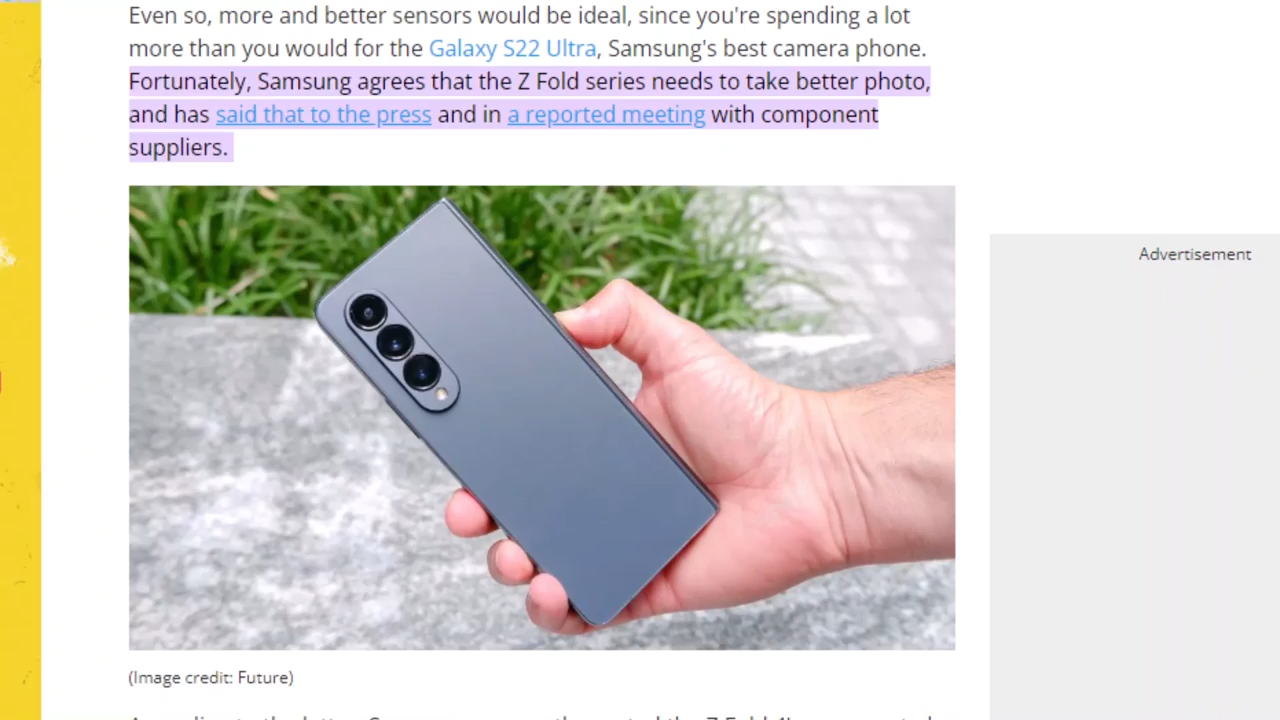 Even so, more and better sensors would be ideal, since you're spending a lot
more than you would for the Galaxy S22 Ultra, Samsung's best camera phone.
Fortunately, Samsung agrees that the Z Fold series needs to take better photo,
and has said that to the press and in a reported meeting with component
suppliers.
Advertisement
(Image credit: Future)